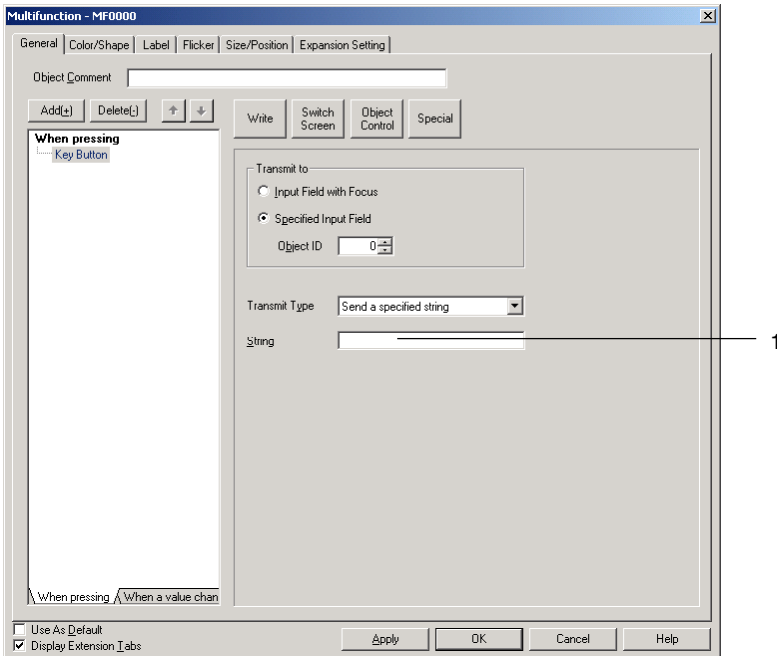 Multifunction - MF0000
General Color/Shape Label Flicker Size/Position Expansion Setting
Object Comment
Add(+) Delete(-)
Write Switch Screen Object Control Special
When pressing
Key Button
Transmit to
Input Field with Focus
Specified Input Field
Object ID 0
Transmit Type Send a specified string
String
1
When pressing When a value chan
Use As Default
Display Extension Tabs
Apply OK Cancel Help